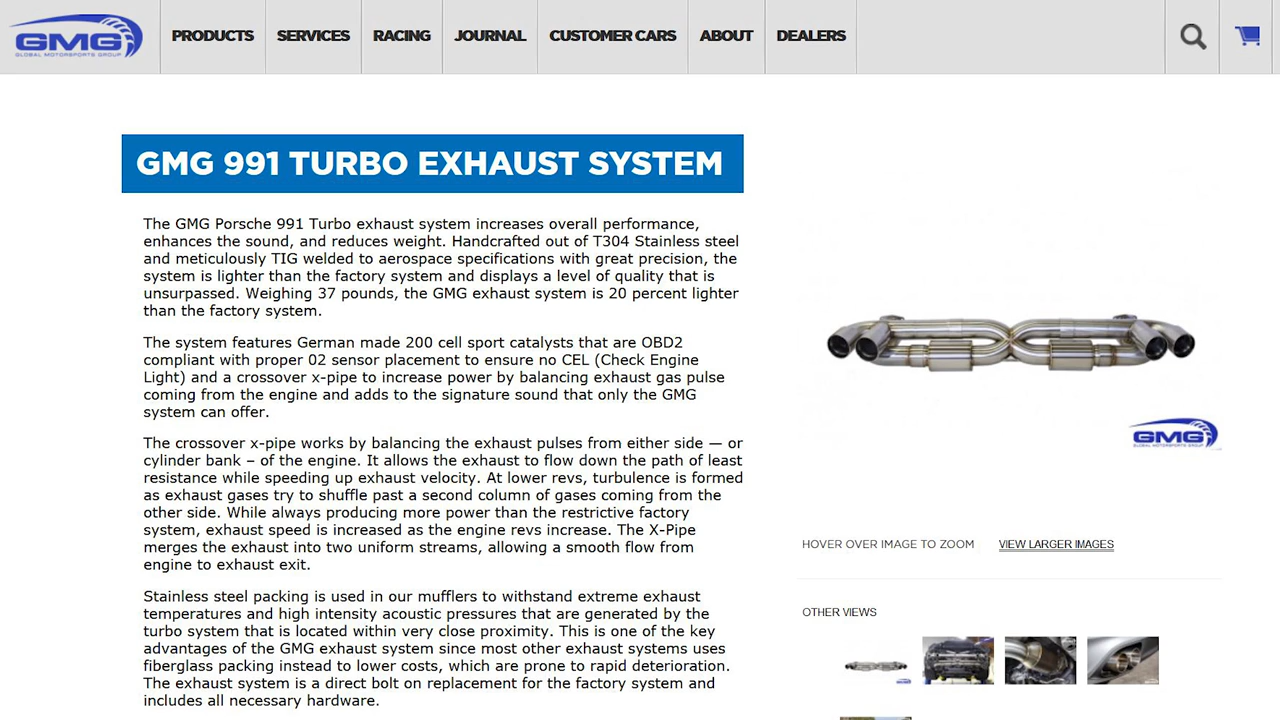 GMG
GLOBAL MOTORSPORTS GROUP
PRODUCTS
SERVICES
RACING
JOURNAL
CUSTOMER CARS
ABOUT
DEALERS
GMG 991 TURBO EXHAUST SYSTEM
The GMG Porsche 991 Turbo exhaust system increases overall performance,
enhances the sound, and reduces weight. Handcrafted out of T304 Stainless steel
and meticulously TIG welded to aerospace specifications with great precision, the
system is lighter than the factory system and displays a level of quality that is
unsurpassed. Weighing 37 pounds, the GMG exhaust system is 20 percent lighter
than the factory system.
The system features German made 200 cell sport catalysts that are OBD2
compliant with proper 02 sensor placement to ensure no CEL (Check Engine
Light) and a crossover x-pipe to increase power by balancing exhaust gas pulse
coming from the engine and adds to the signature sound that only the GMG
system can offer.
The crossover x-pipe works by balancing the exhaust pulses from either side — or
cylinder bank – of the engine. It allows the exhaust to flow down the path of least
resistance while speeding up exhaust velocity. At lower revs, turbulence is formed
as exhaust gases try to shuffle past a second column of gases coming from the
other side. While always producing more power than the restrictive factory
system, exhaust speed is increased as the engine revs increase. The X-Pipe
merges the exhaust into two uniform streams, allowing a smooth flow from
engine to exhaust exit.
Stainless steel packing is used in our mufflers to withstand extreme exhaust
temperatures and high intensity acoustic pressures that are generated by the
turbo system that is located within very close proximity. This is one of the key
advantages of the GMG exhaust system since most other exhaust systems uses
fiberglass packing instead to lower costs, which are prone to rapid deterioration.
The exhaust system is a direct bolt on replacement for the factory system and
includes all necessary hardware.
GMG
GLOBAL MOTORSPORTS GROUP
HOVER OVER IMAGE TO ZOOM
VIEW LARGER IMAGES
OTHER VIEWS